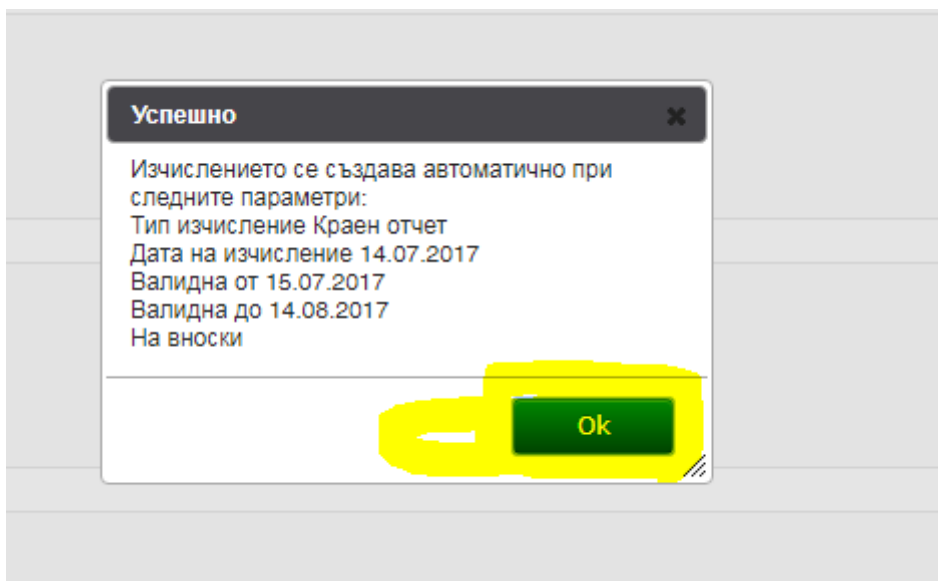 Успешно
Изчислението се създава автоматично при
следните параметри:
Тип изчисление Краен отчет
Дата на изчисление 14.07.2017
Валидна от 15.07.2017
Валидна до 14.08.2017
На вноски
Ok